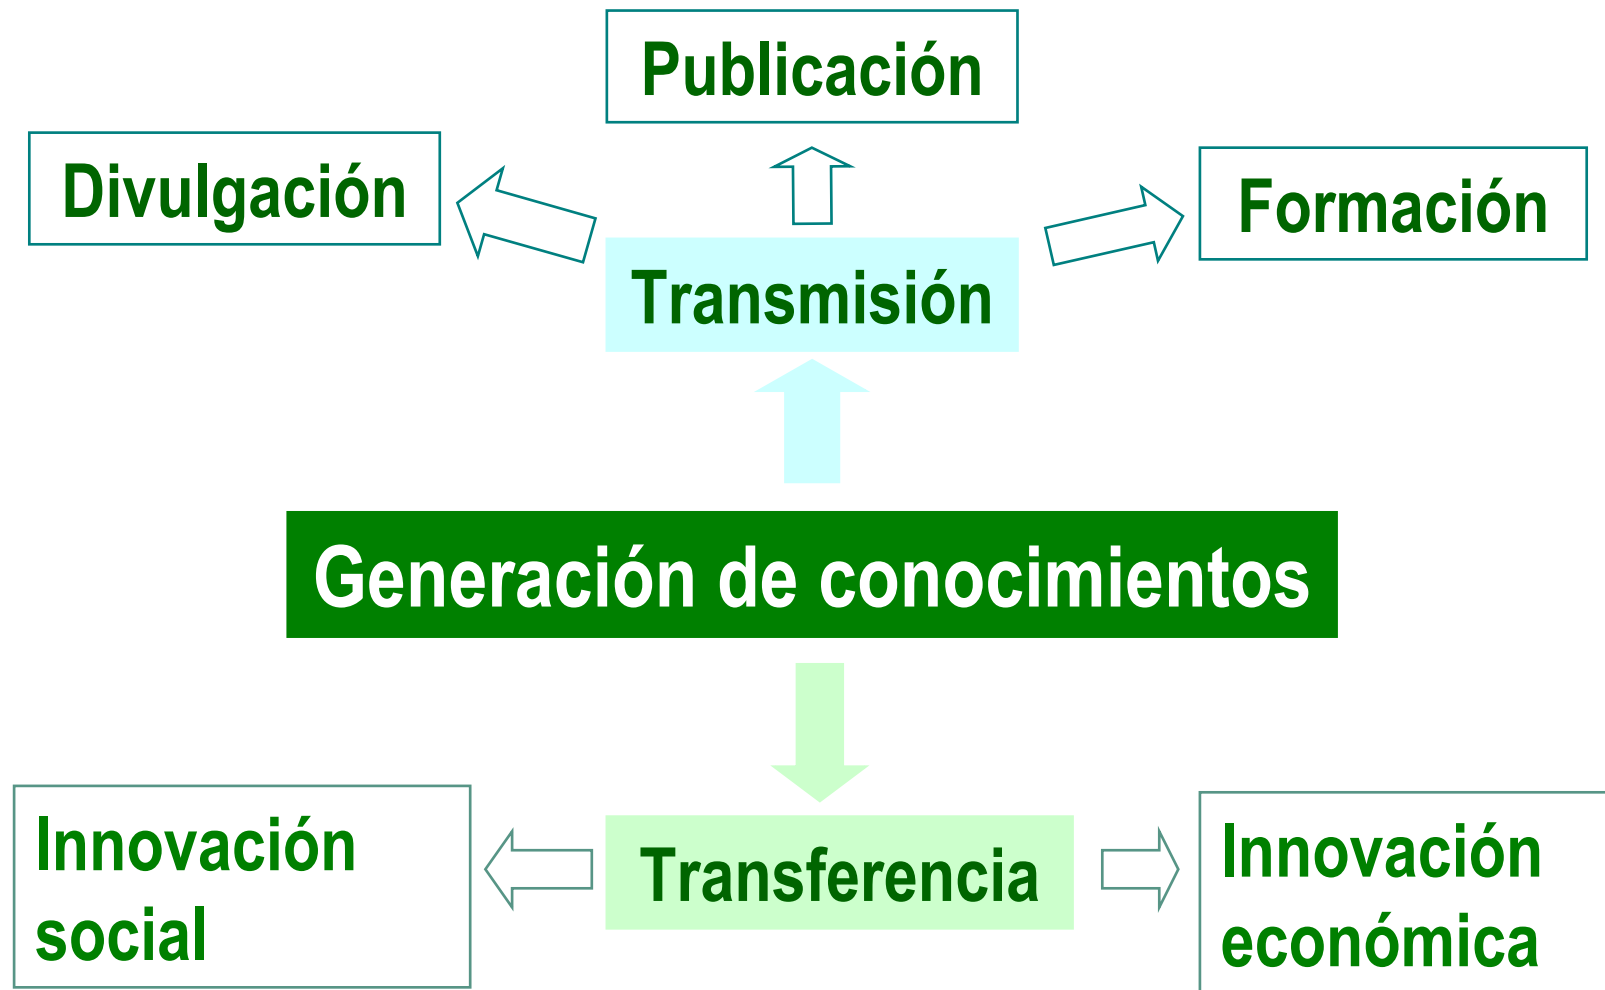 Publicación
Divulgación
Formación
Transmisión
Generación de conocimientos
Innovación
social
Transferencia
Innovación
económica